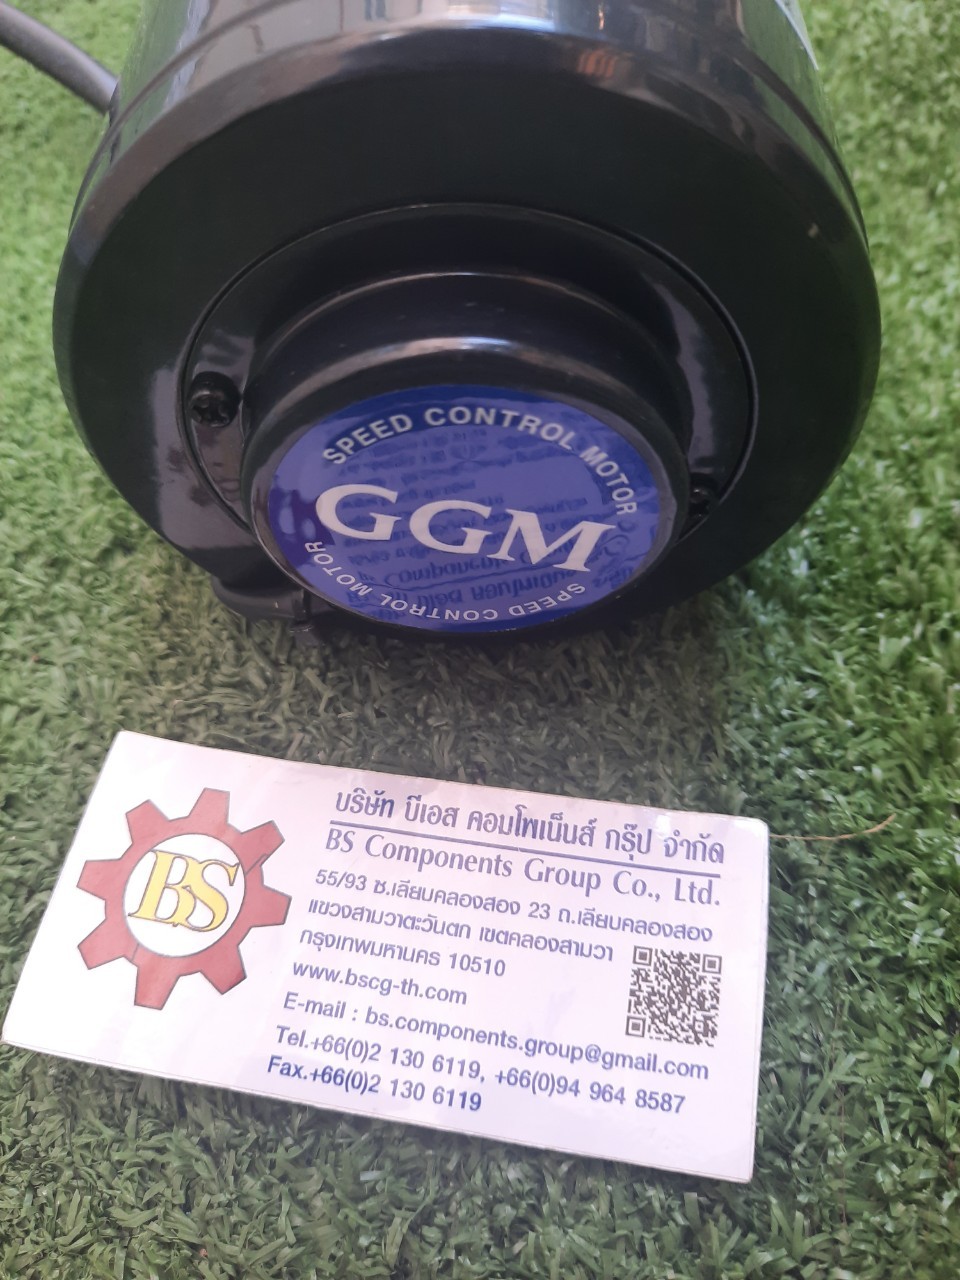 SPEED CONTROL MOTOR
GGM
SPEED CONTROL MOTOR
BS
บริษัท บีเอส คอมโพเน็นส์ กรุ๊ป จำกัด
BS Components Group Co., Ltd.
55/93 ซ.เลียบคลองสอง 23 ถ.เลียบคลองสอง
แขวงสามวาตะวันตก เขตคลองสามวา
กรุงเทพมหานคร 10510
www.bscg-th.com
E-mail : bs.components.group@gmail.com
Tel.+66(0)2 130 6119, +66(0)94 964 8587
Fax.+66(0)2 130 6119